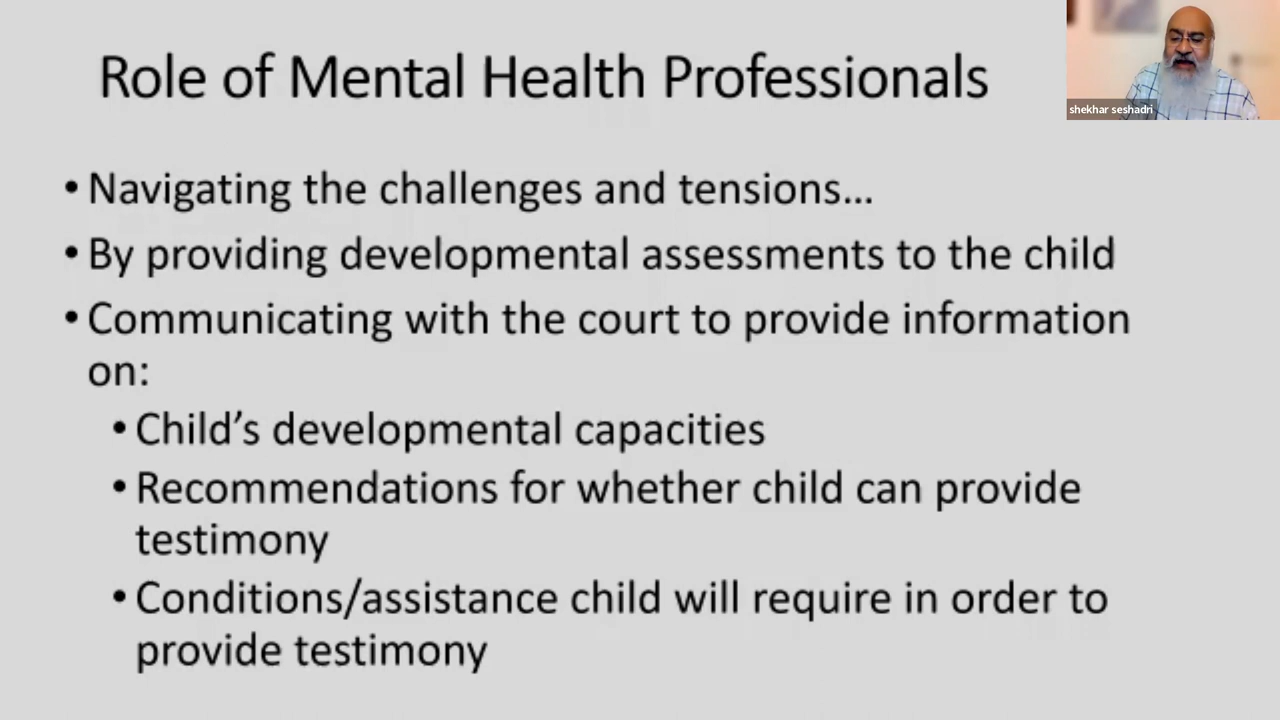 Role of Mental Health Professionals
shekhar seshadri
• Navigating the challenges and tensions...
• By providing developmental assessments to the child
• Communicating with the court to provide information
on:
• Child’s developmental capacities
• Recommendations for whether child can provide
testimony
• Conditions/assistance child will require in order to
provide testimony